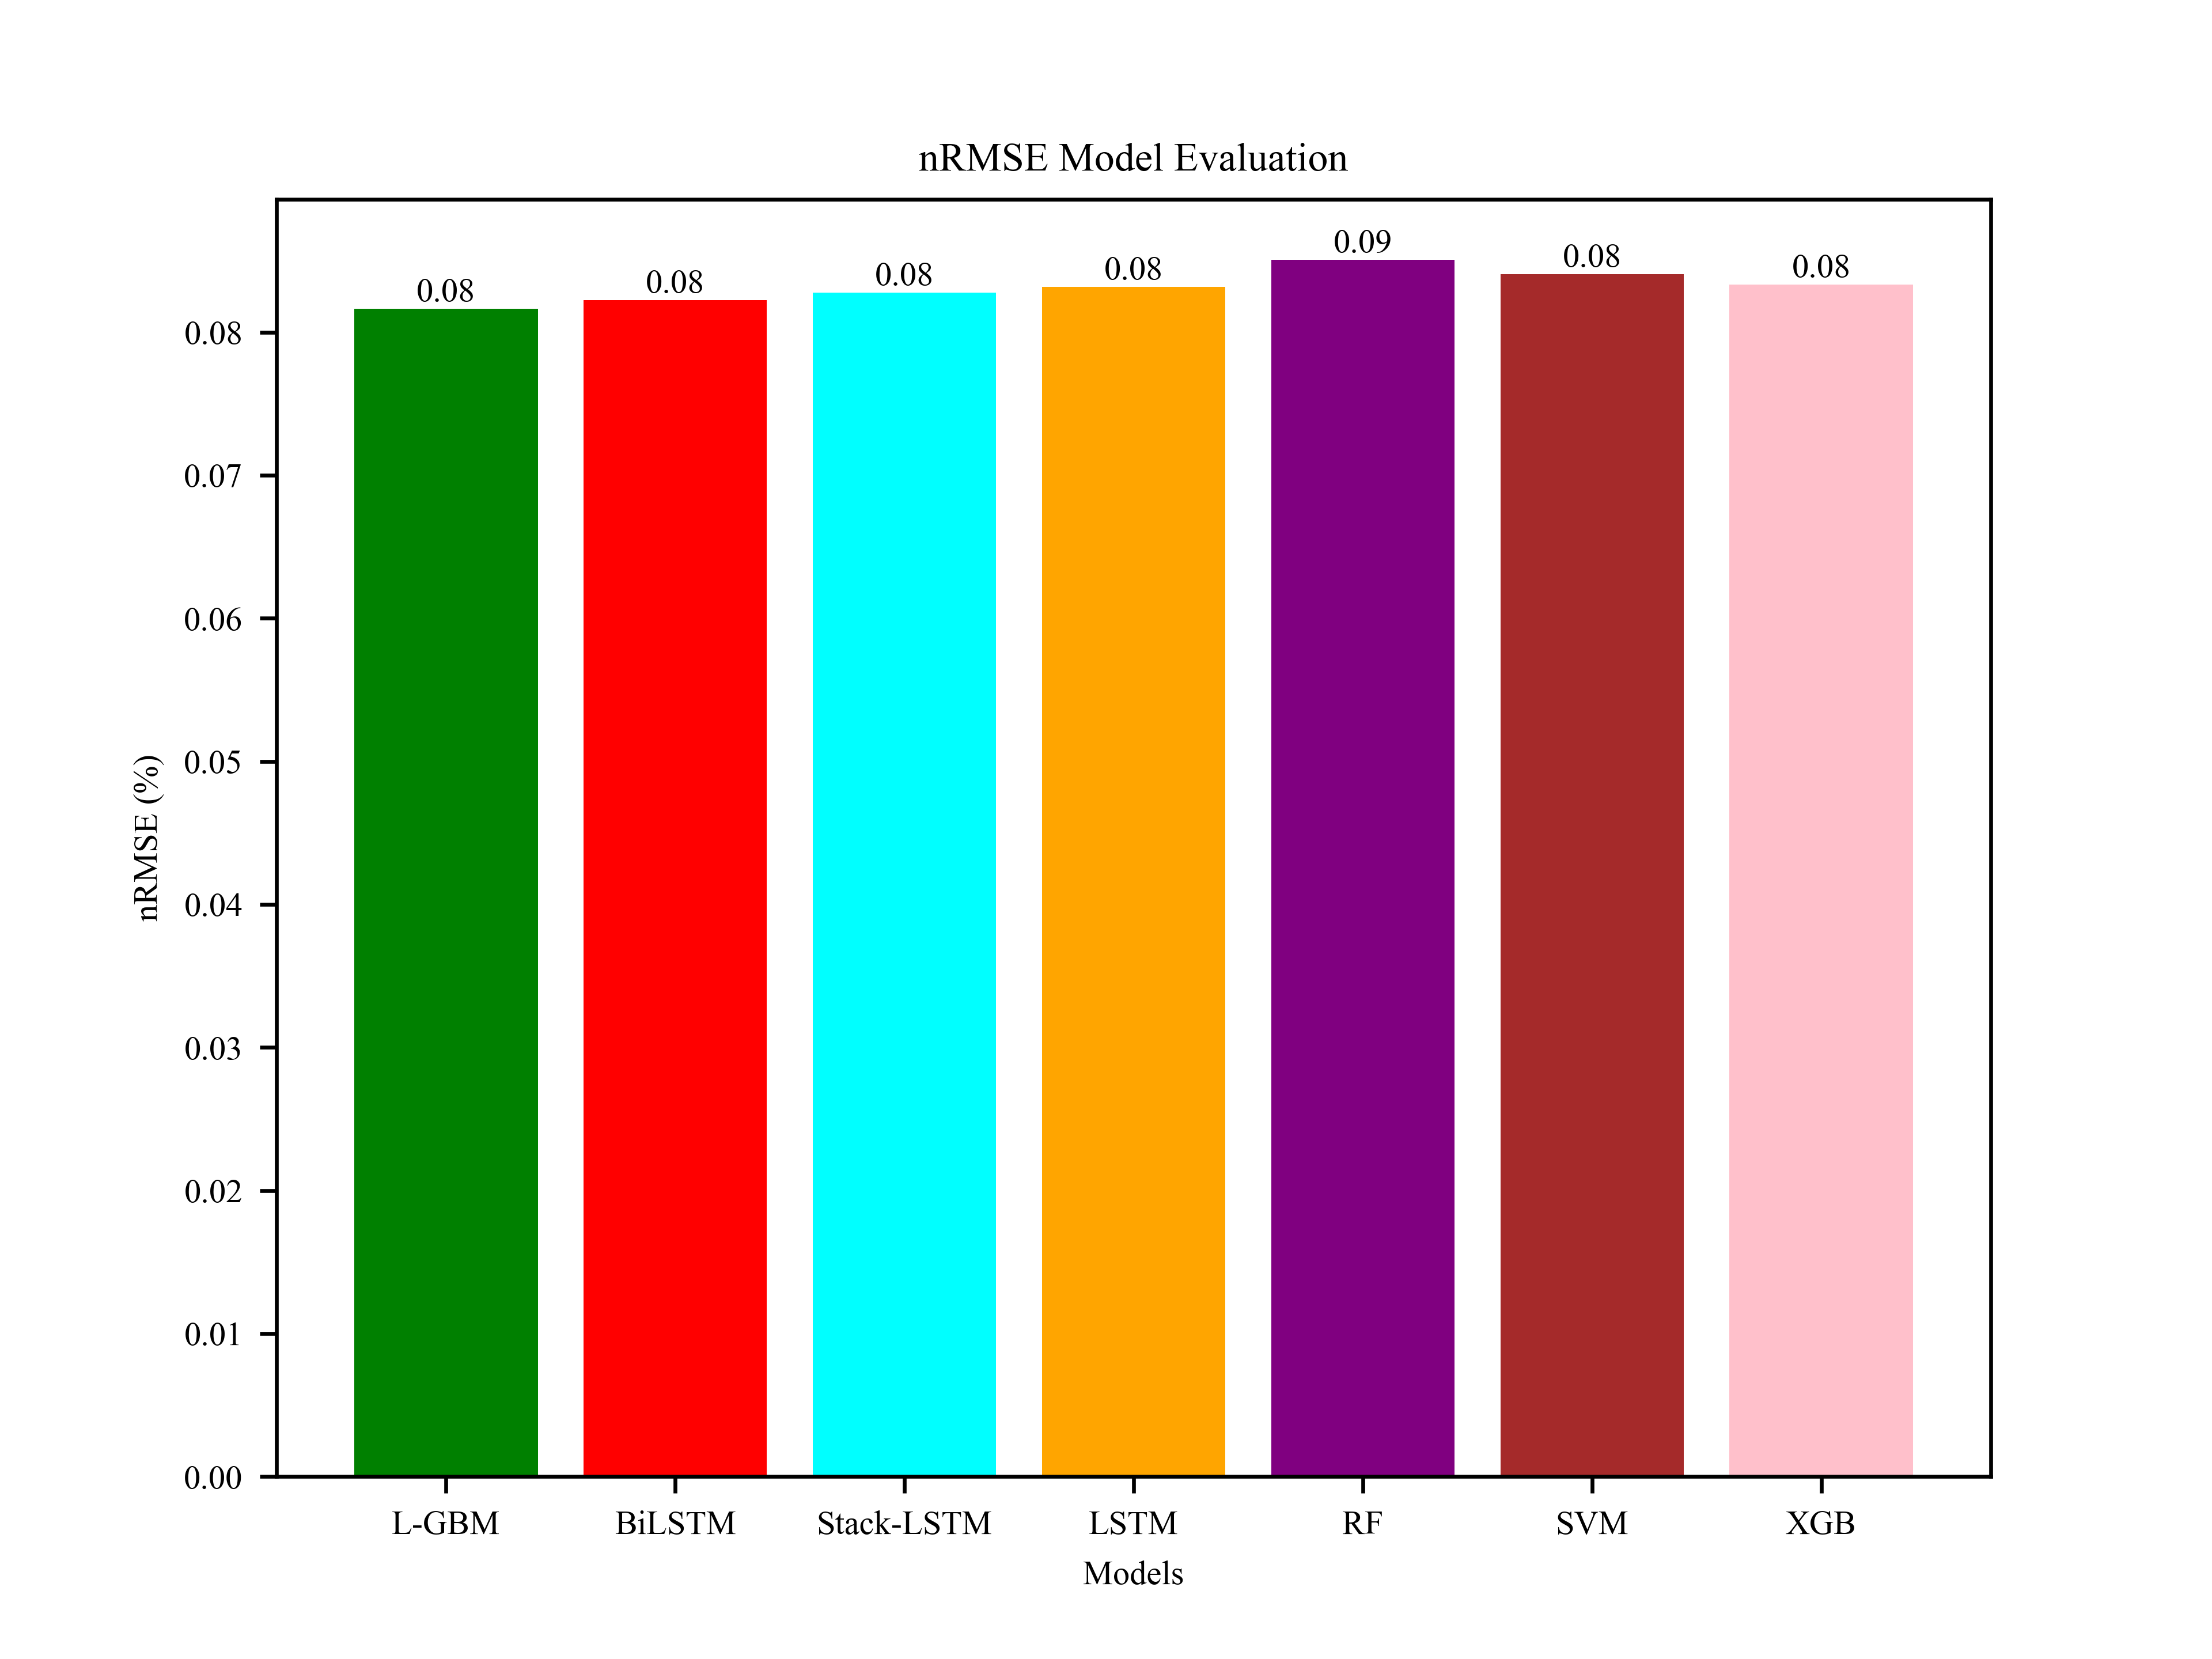 nRMSE Model Evaluation
0.08
0.08
0.08
0.08
0.09
0.08
0.08
0.08
0.07
0.06
0.05
0.04
0.03
0.02
0.01
0.00
nRMSE (%)
L-GBM
BiLSTM
Stack-LSTM
LSTM
RF
SVM
XGB
Models